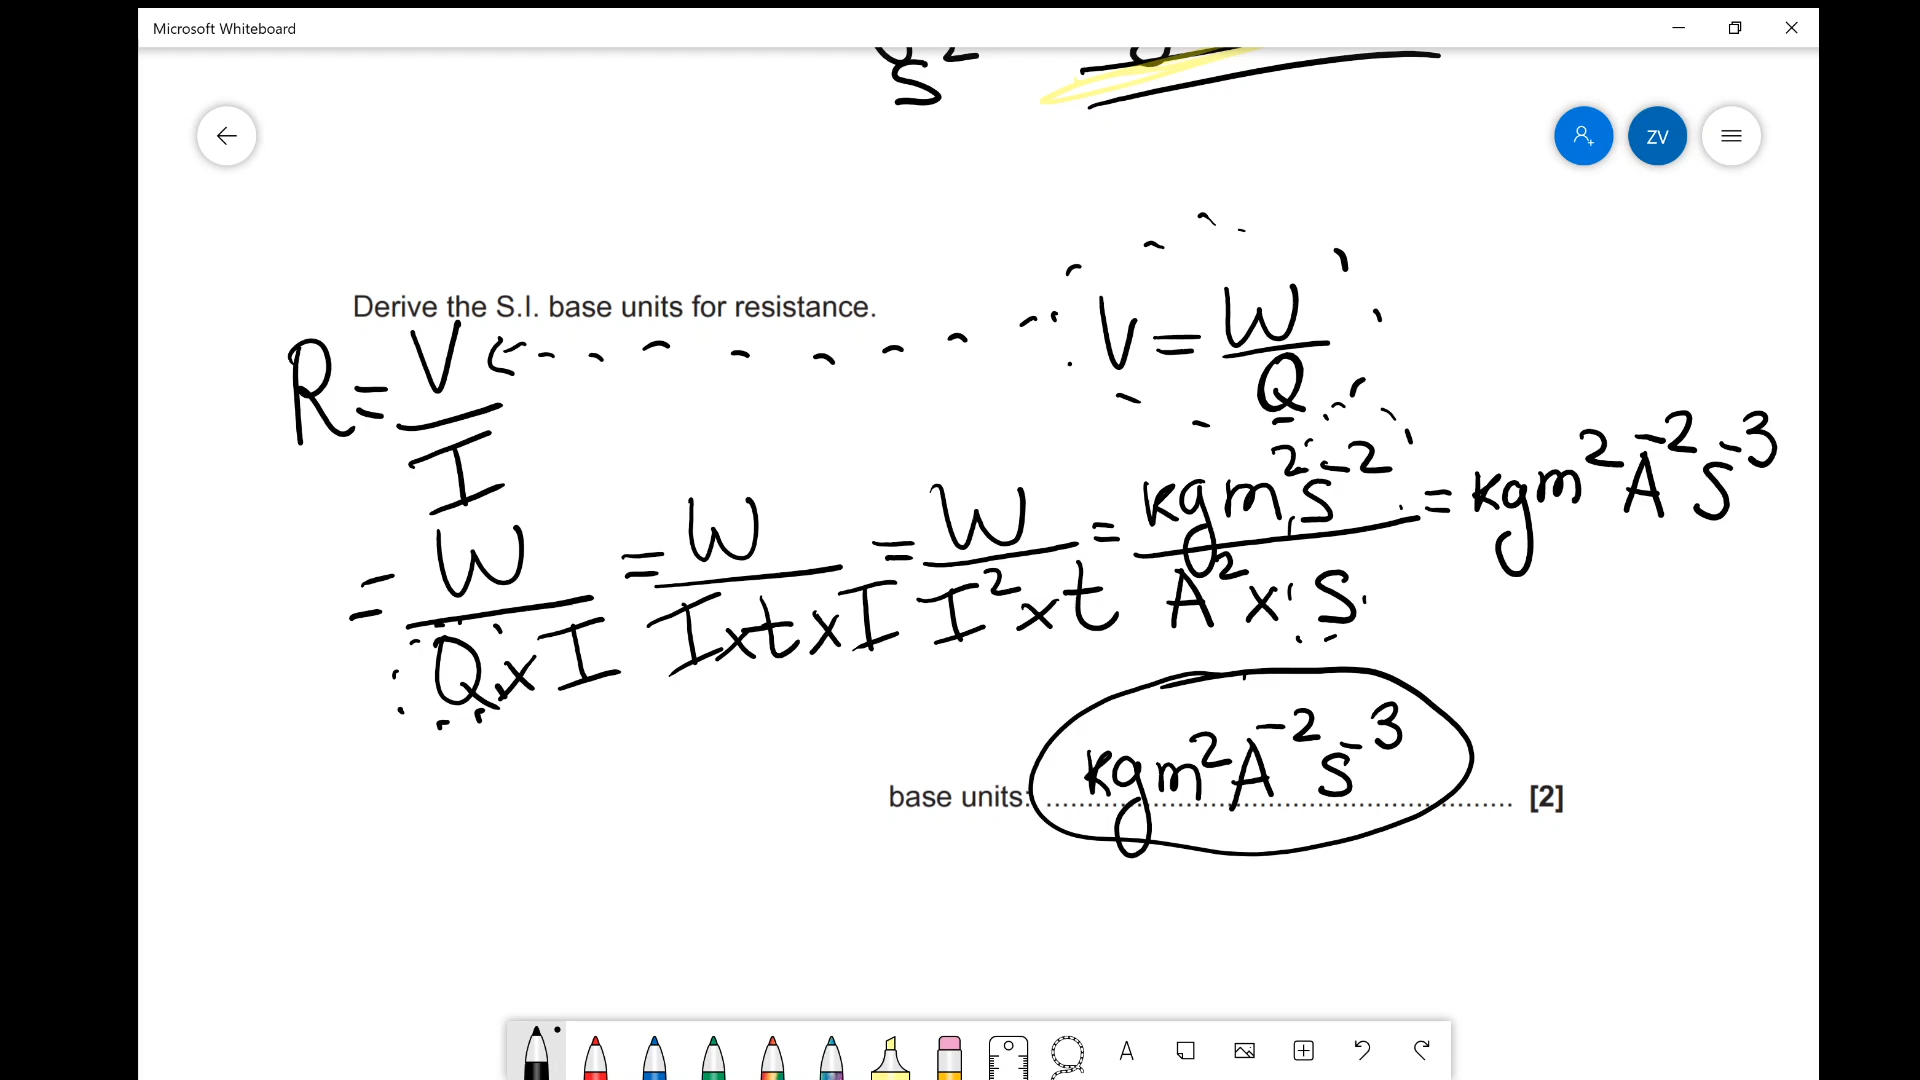 Microsoft Whiteboard
S
ZV
Derive the S.I. base units for resistance.
R = V / I
V = W / Q
= W / Q x I = W / I x t x I = W / I² x t = kg m² s⁻² / A² x S = kg m² A⁻² S⁻³
base units: kg m² A⁻² S⁻³ [2]
A